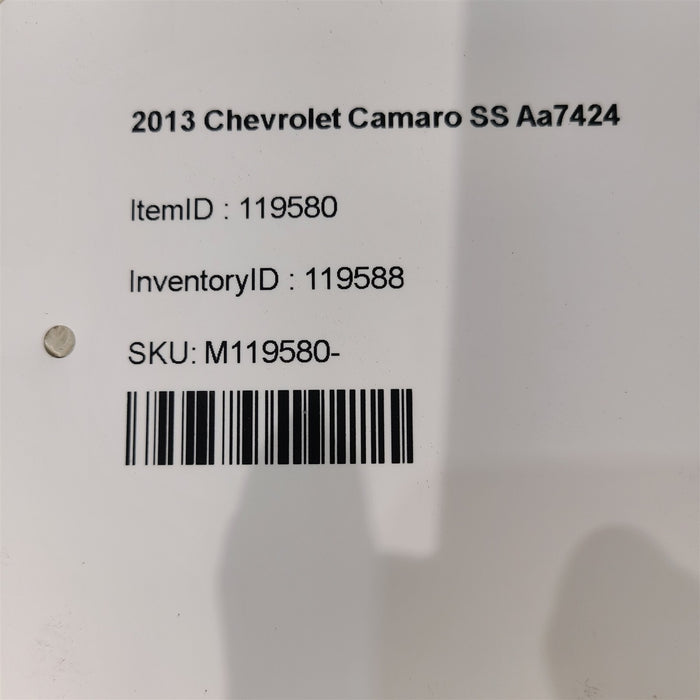 2013 Chevrolet Camaro SS Aa7424
ItemID : 119580
InventoryID : 119588
SKU: M119580-